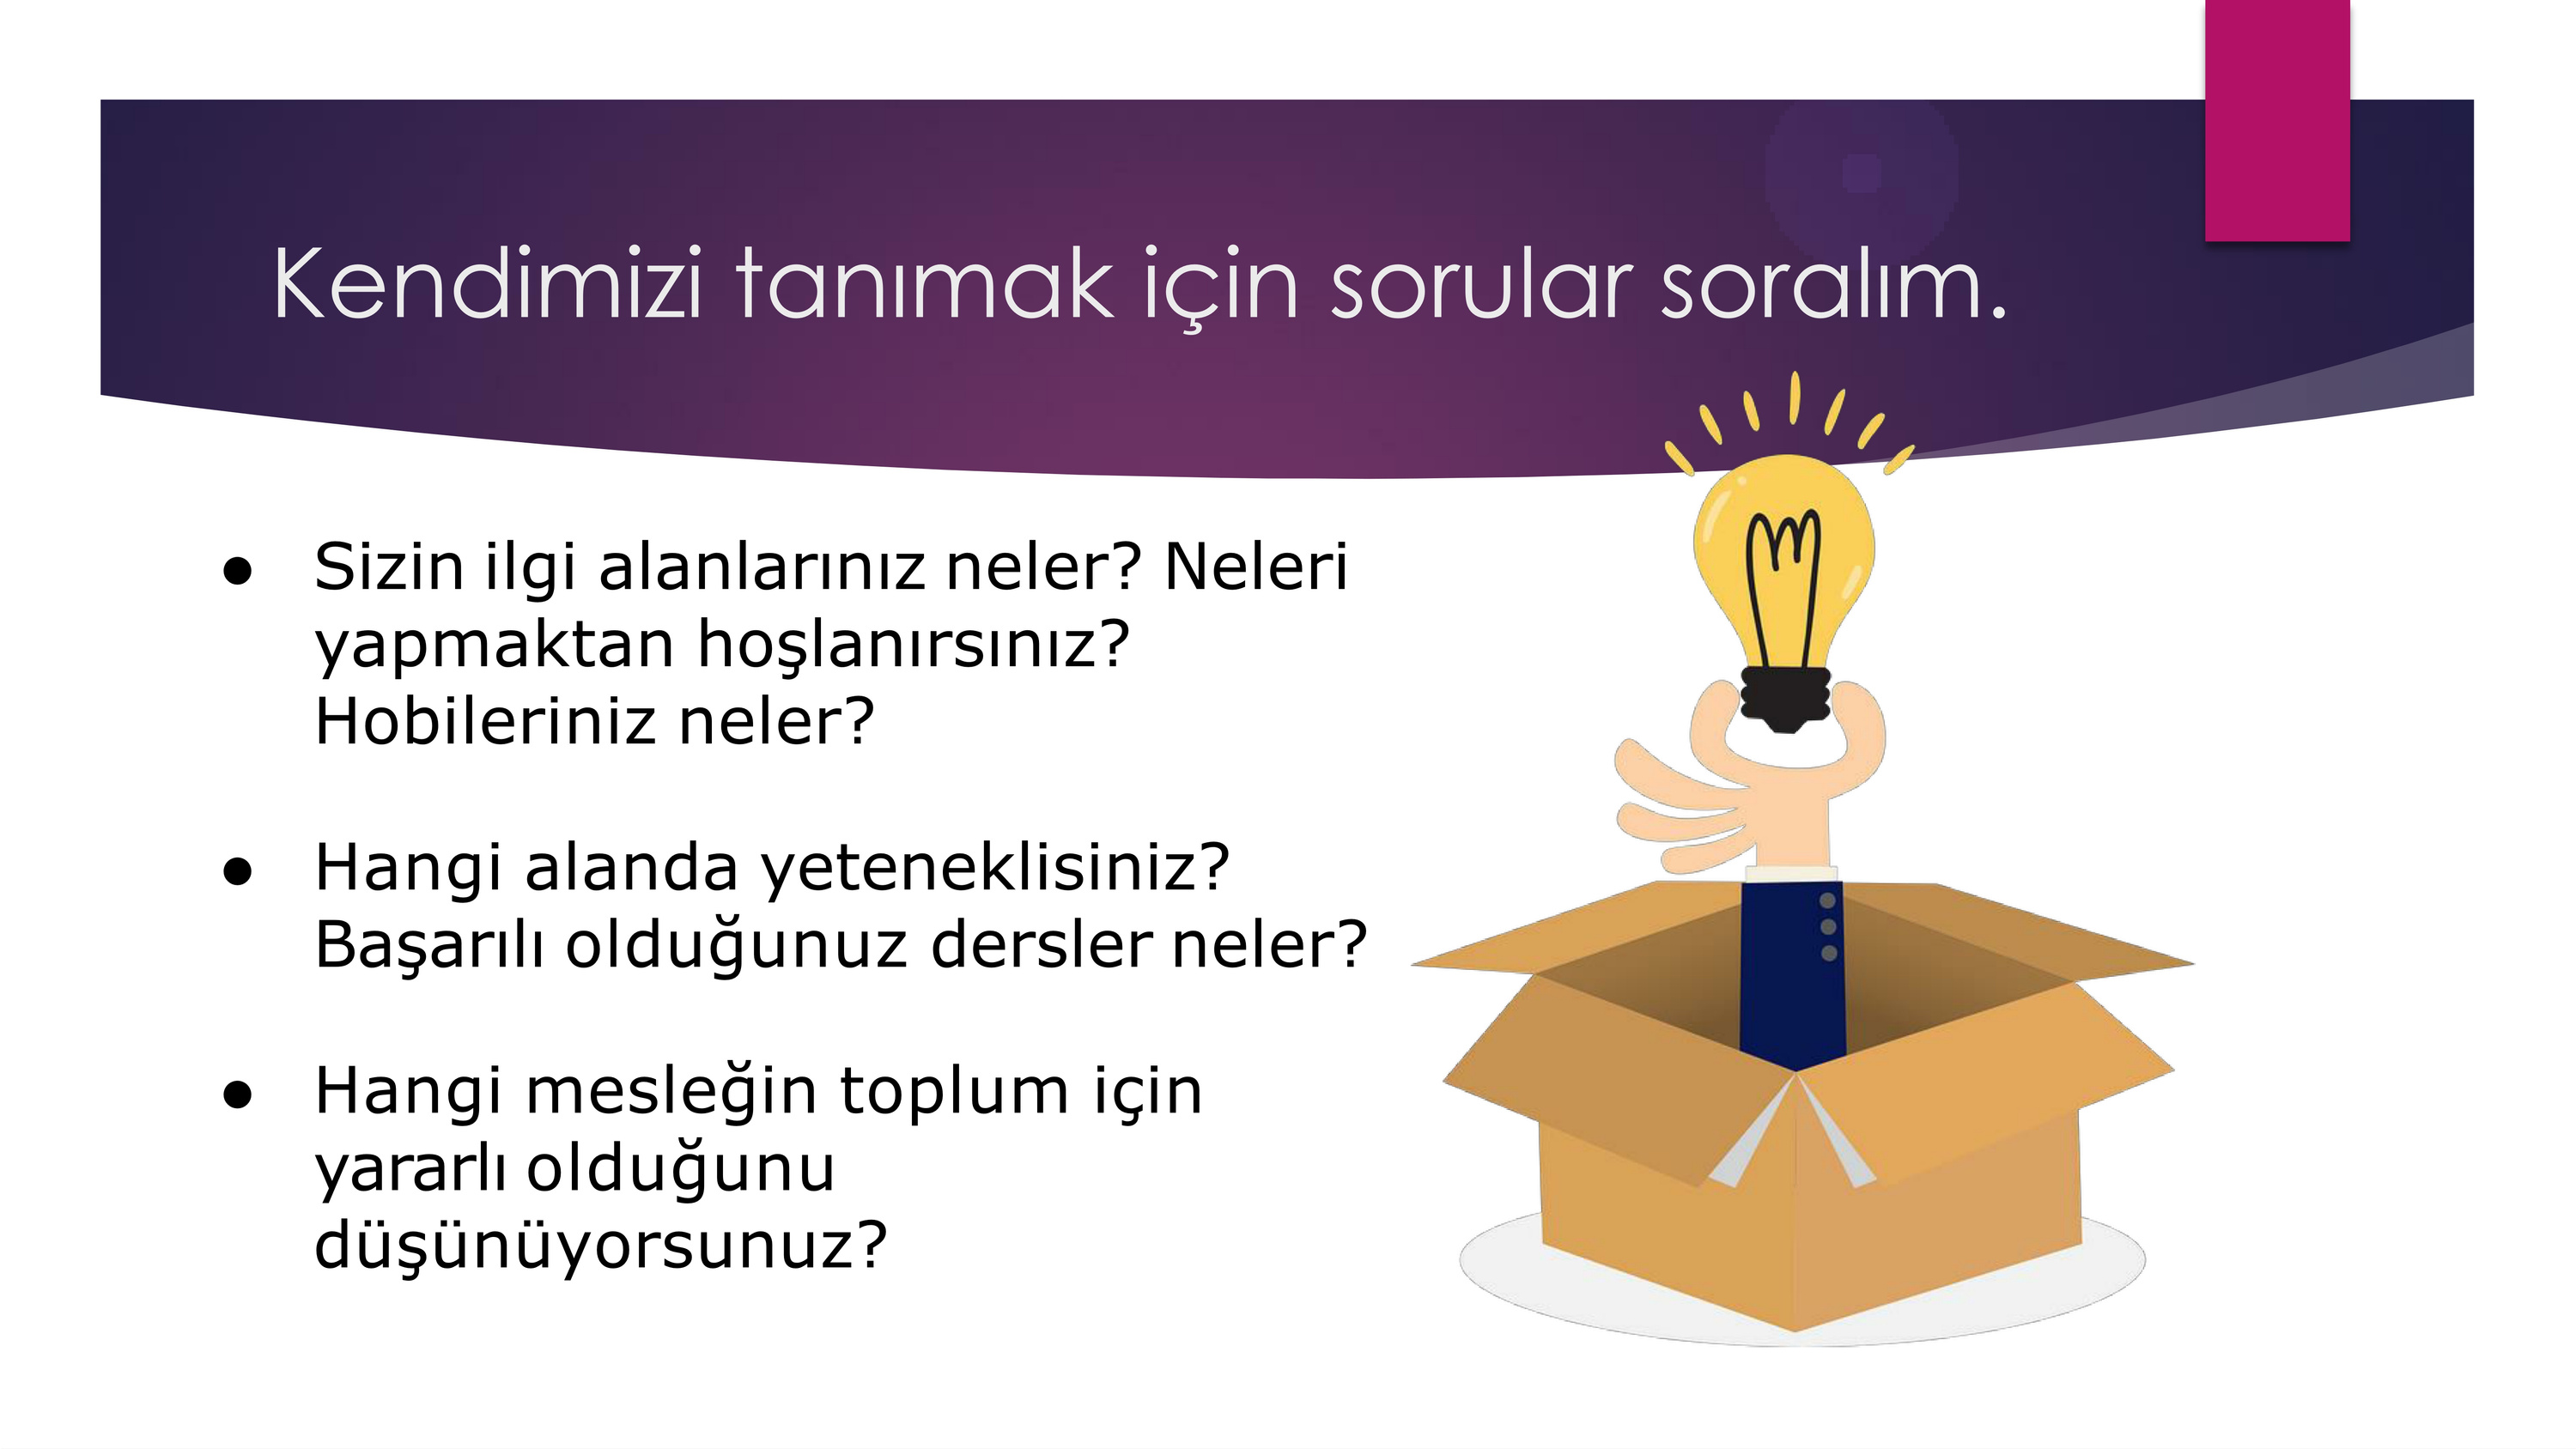 Kendimizi tanımak için sorular soralım.
● Sizin ilgi alanlarınız neler? Neleri
yapmaktan hoşlanırsınız?
Hobileriniz neler?
● Hangi alanda yeteneklisiniz?
Başarılı olduğunuz dersler neler?
● Hangi mesleğin toplum için
yararlı olduğunu
düşünüyorsunuz?